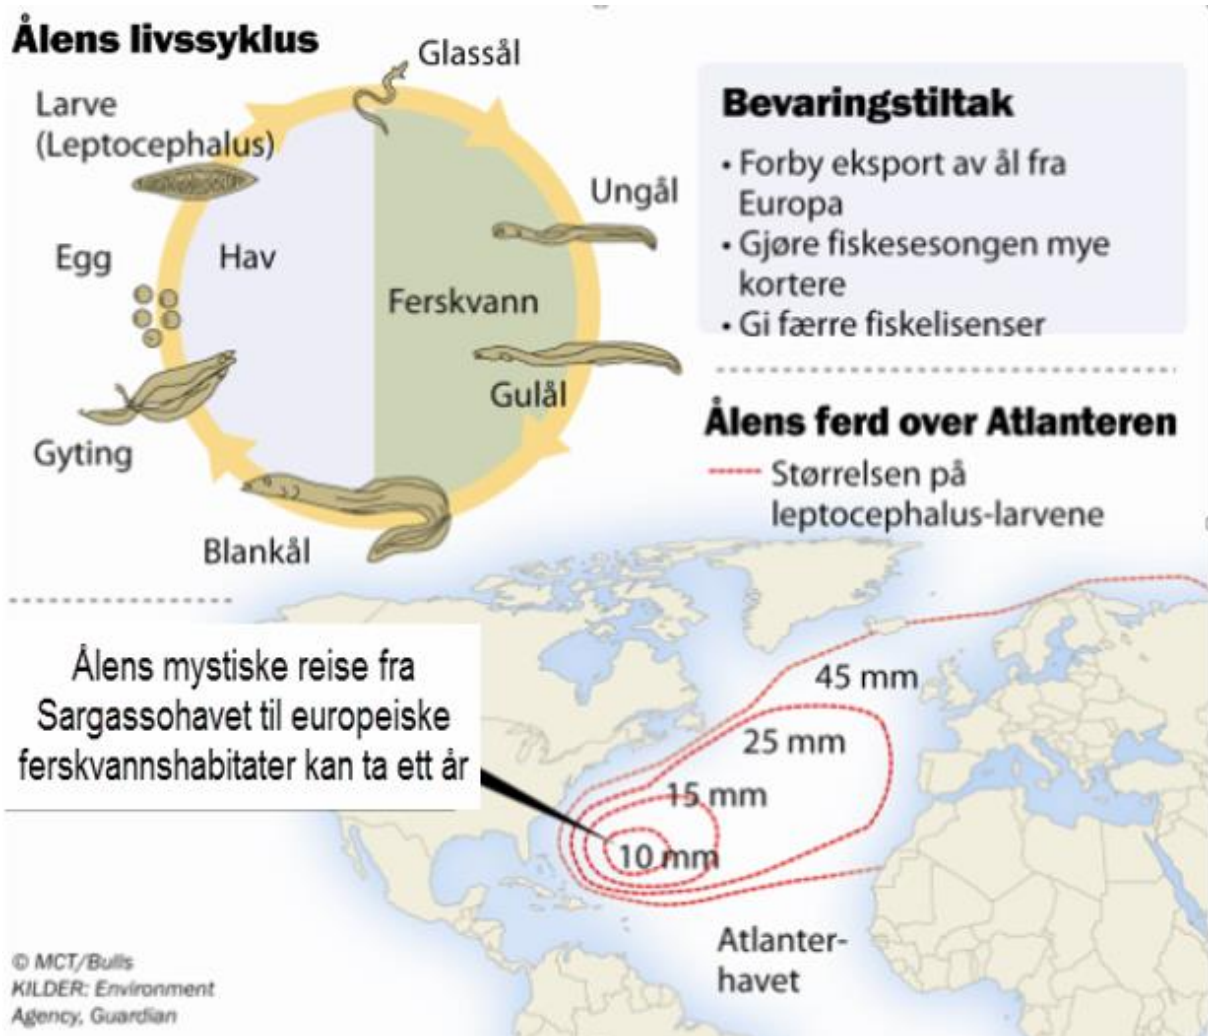 Ålens livssyklus
Glassål
Larve
(Leptocephalus)
Ungål
Egg
Hav
Ferskvann
Gulål
Gyting
Blankål
Bevaringstiltak
• Forby eksport av ål fra
Europa
• Gjøre fiskesesongen mye
kortere
• Gi færre fiskelisenser
Ålens ferd over Atlanteren
Størrelsen på
leptocephalus-larvene
Ålens mystiske reise fra
Sargassohavet til europeiske
ferskvannshabitater kan ta ett år
45 mm
25 mm
15 mm
10 mm
Atlanter-
havet
© MCT/Bulls
KILDER: Environment
Agency, Guardian